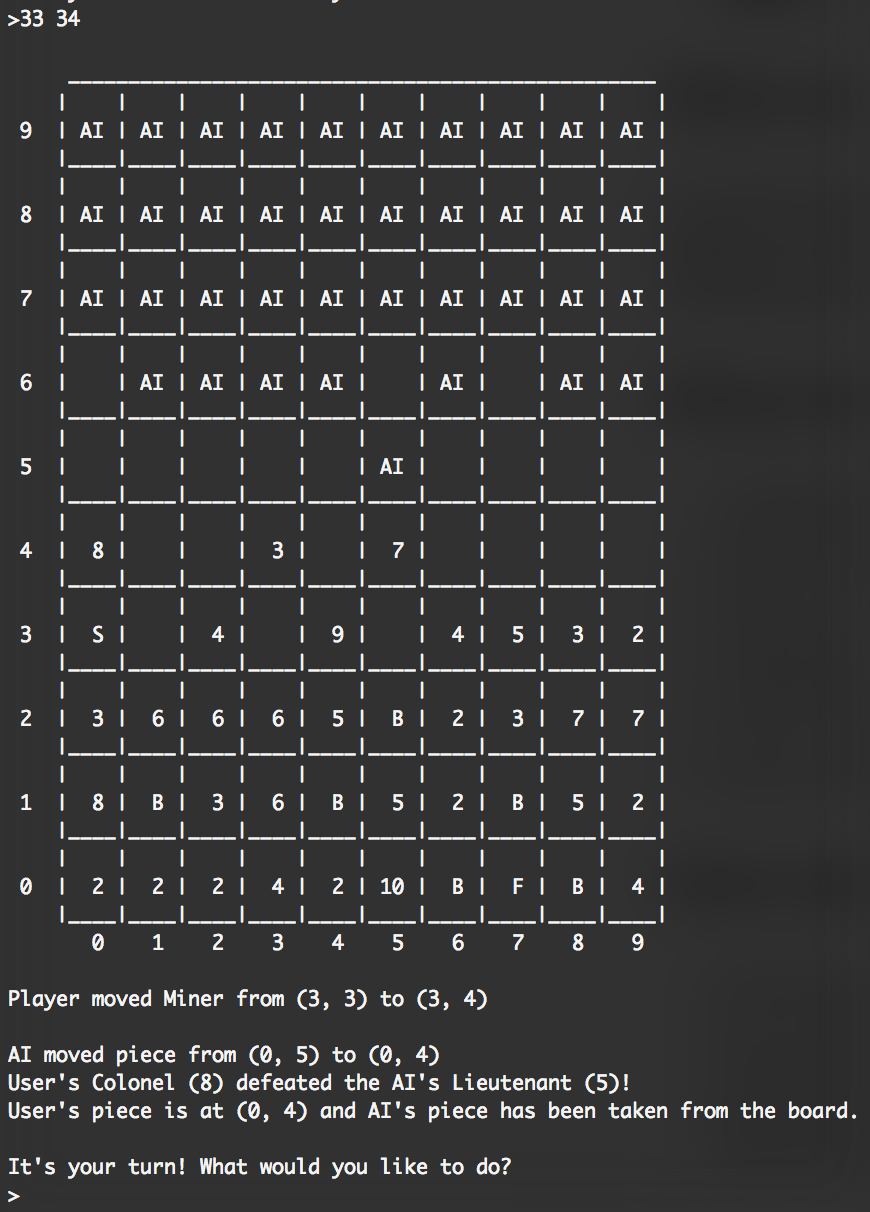 >33 34
9 | AI | AI | AI | AI | AI | AI | AI | AI | AI | AI |
8 | AI | AI | AI | AI | AI | AI | AI | AI | AI | AI |
7 | AI | AI | AI | AI | AI | AI | AI | AI | AI | AI |
6 | | AI | AI | AI | AI | | AI | | AI | AI |
5 | | | | | | AI | | | | |
4 | 8 | | | 3 | | 7 | | | | |
3 | S | | 4 | | 9 | | 4 | 5 | 3 | 2 |
2 | 3 | 6 | 6 | 6 | 5 | B | 2 | 3 | 7 | 7 |
1 | 8 | B | 3 | 6 | B | 5 | 2 | B | 5 | 2 |
0 | 2 | 2 | 2 | 4 | 2 | 10 | B | F | B | 4 |
0 1 2 3 4 5 6 7 8 9
Player moved Miner from (3, 3) to (3, 4)
AI moved piece from (0, 5) to (0, 4)
User's Colonel (8) defeated the AI's Lieutenant (5)!
User's piece is at (0, 4) and AI's piece has been taken from the board.
It's your turn! What would you like to do?
>